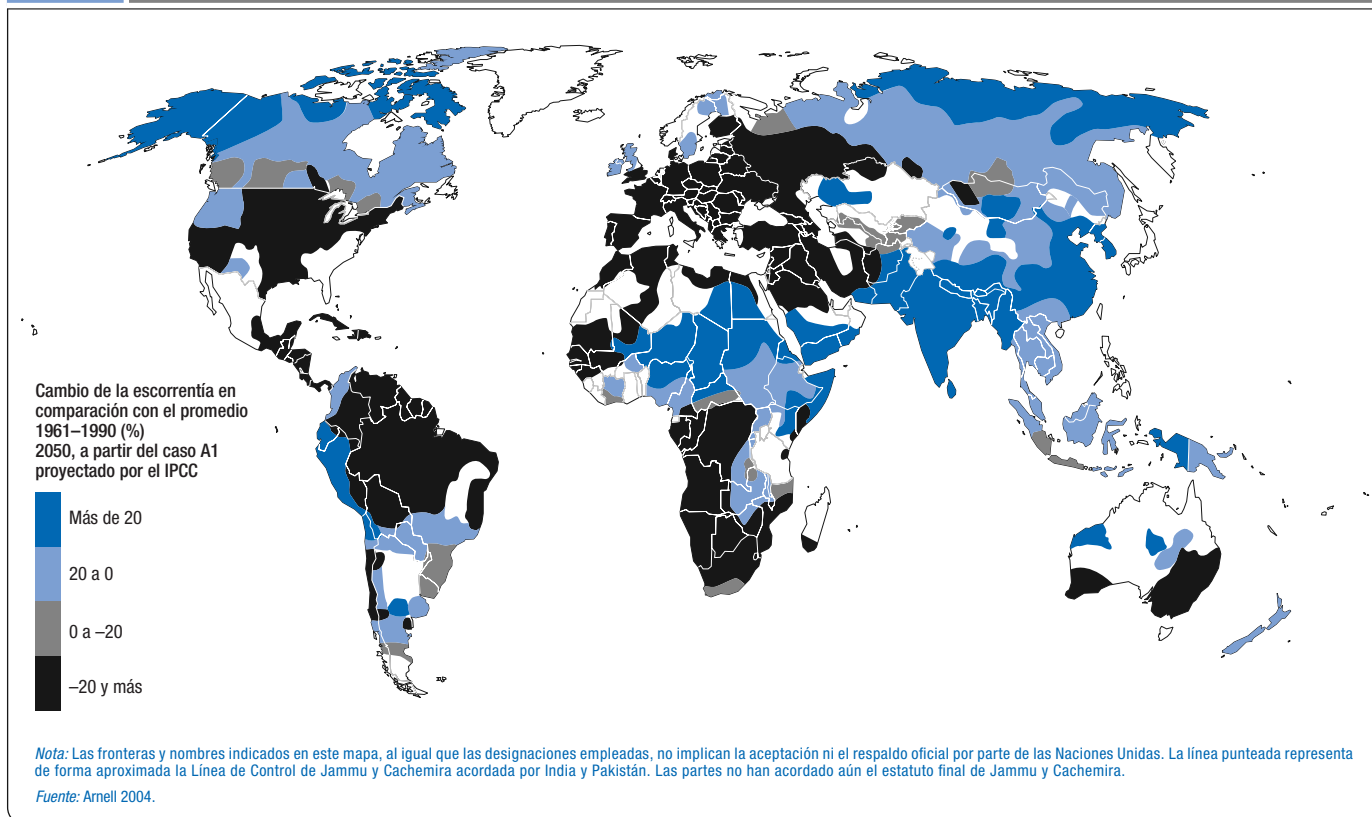 Cambio de la escorrentía en
comparación con el promedio
1961–1990 (%)
2050, a partir del caso A1
proyectado por el IPCC
Más de 20
20 a 0
0 a –20
–20 y más
Nota: Las fronteras y nombres indicados en este mapa, al igual que las designaciones empleadas, no implican la aceptación ni el respaldo oficial por parte de las Naciones Unidas. La línea punteada representa
de forma aproximada la Línea de Control de Jammu y Cachemira acordada por India y Pakistán. Las partes no han acordado aún el estatuto final de Jammu y Cachemira.
Fuente: Arnell 2004.